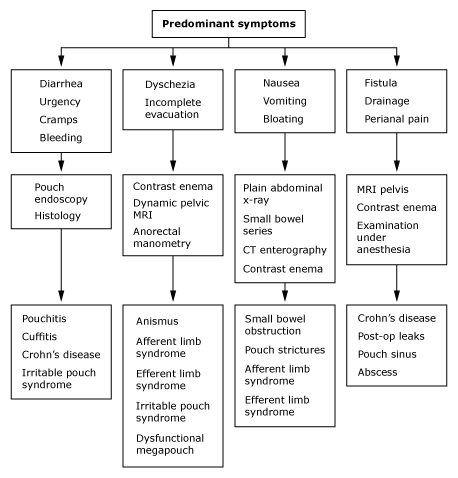 Predominant symptoms
Diarrhea
Urgency
Cramps
Bleeding
Dyschezia
Incomplete
evacuation
Nausea
Vomiting
Bloating
Fistula
Drainage
Perianal pain
Pouch
endoscopy
Histology
Contrast enema
Dynamic pelvic
MRI
Anorectal
manometry
Plain abdominal
x-ray
Small bowel
series
CT enterography
Contrast enema
MRI pelvis
Contrast enema
Examination
under
anesthesia
Pouchitis
Cuffitis
Crohn's disease
Irritable pouch
syndrome
Anismus
Afferent limb
syndrome
Efferent limb
syndrome
Irritable pouch
syndrome
Dysfunctional
megapouch
Small bowel
obstruction
Pouch strictures
Afferent limb
syndrome
Efferent limb
syndrome
Crohn's disease
Post-op leaks
Pouch sinus
Abscess